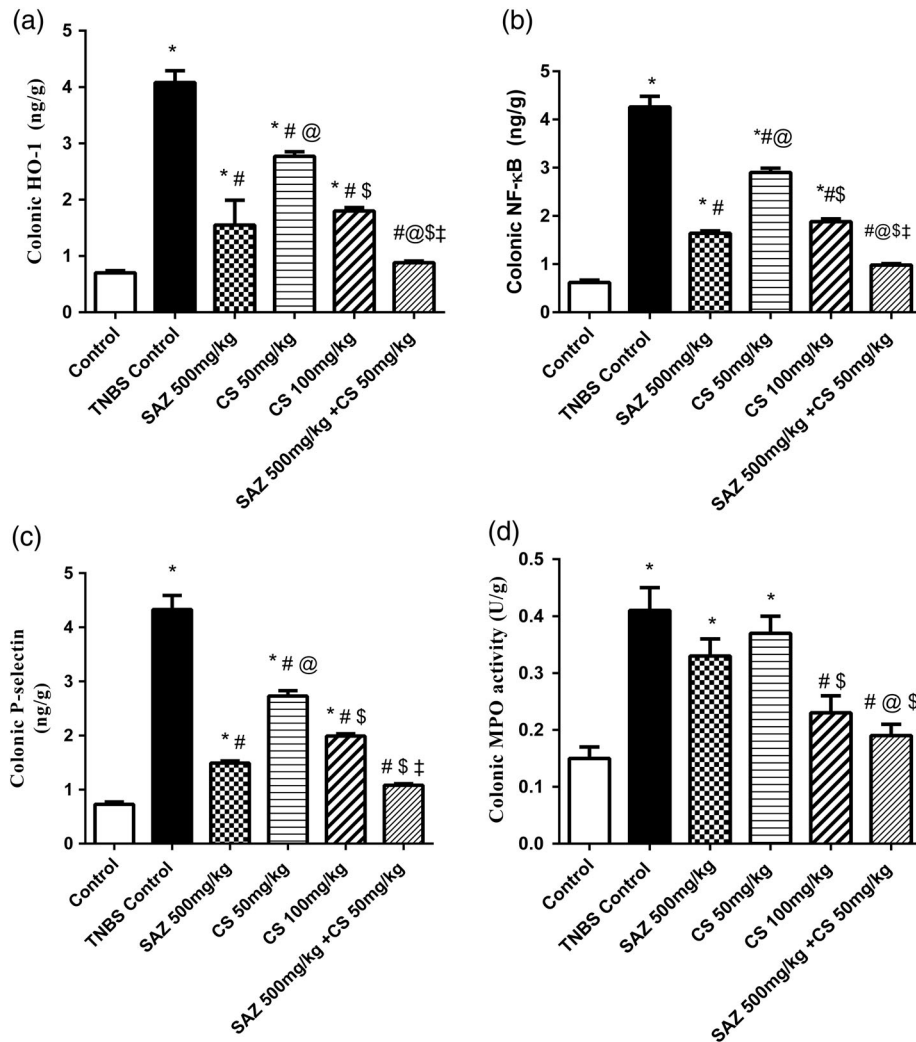 (a)
Colonic HO-1 (ng/g)
5
4
3
2
1
0
*
* #
* # @
* # $
#@$‡
Control
TNBS Control
SAZ 500mg/kg
CS 50mg/kg
CS 100mg/kg
SAZ 500mg/kg +CS 50mg/kg
(b)
Colonic NF-κB (ng/g)
5
4
3
2
1
0
*
* #
*#@
*#$
#@$‡
Control
TNBS Control
SAZ 500mg/kg
CS 50mg/kg
CS 100mg/kg
SAZ 500mg/kg +CS 50mg/kg
(c)
Colonic P-selectin
(ng/g)
5
4
3
2
1
0
*
* #
* # @
* # $
# $ ‡
Control
TNBS Control
SAZ 500mg/kg
CS 50mg/kg
CS 100mg/kg
SAZ 500mg/kg +CS 50mg/kg
(d)
Colonic MPO activity (U/g)
0.5
0.4
0.3
0.2
0.1
0.0
*
*
*
# $
# @ $
Control
TNBS Control
SAZ 500mg/kg
CS 50mg/kg
CS 100mg/kg
SAZ 500mg/kg +CS 50mg/kg